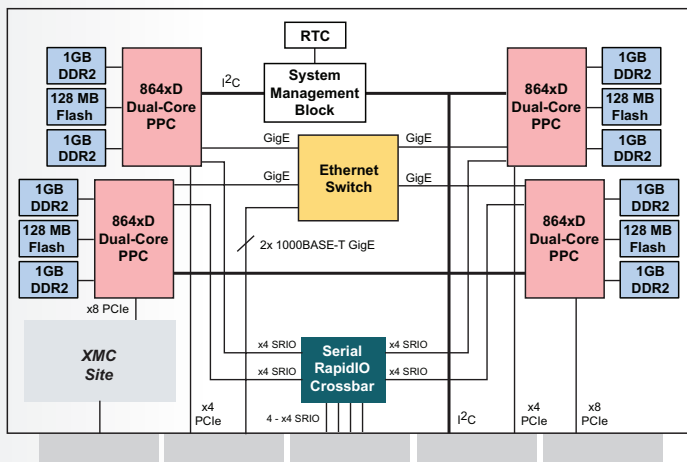 RTC
1GB
DDR2
128 MB
Flash
1GB
DDR2
864xD
Dual-Core
PPC
I2C
System
Management
Block
864xD
Dual-Core
PPC
1GB
DDR2
128 MB
Flash
1GB
DDR2
GigE
GigE
Ethernet
Switch
GigE
GigE
1GB
DDR2
128 MB
Flash
1GB
DDR2
864xD
Dual-Core
PPC
2x 1000BASE-T GigE
864xD
Dual-Core
PPC
1GB
DDR2
128 MB
Flash
1GB
DDR2
x8 PCIe
XMC
Site
x4 SRIO
x4 SRIO
Serial
RapidIO
Crossbar
x4 SRIO
x4 SRIO
x4
PCIe
4 - x4 SRIO
I2C
x4
PCIe
x8
PCIe